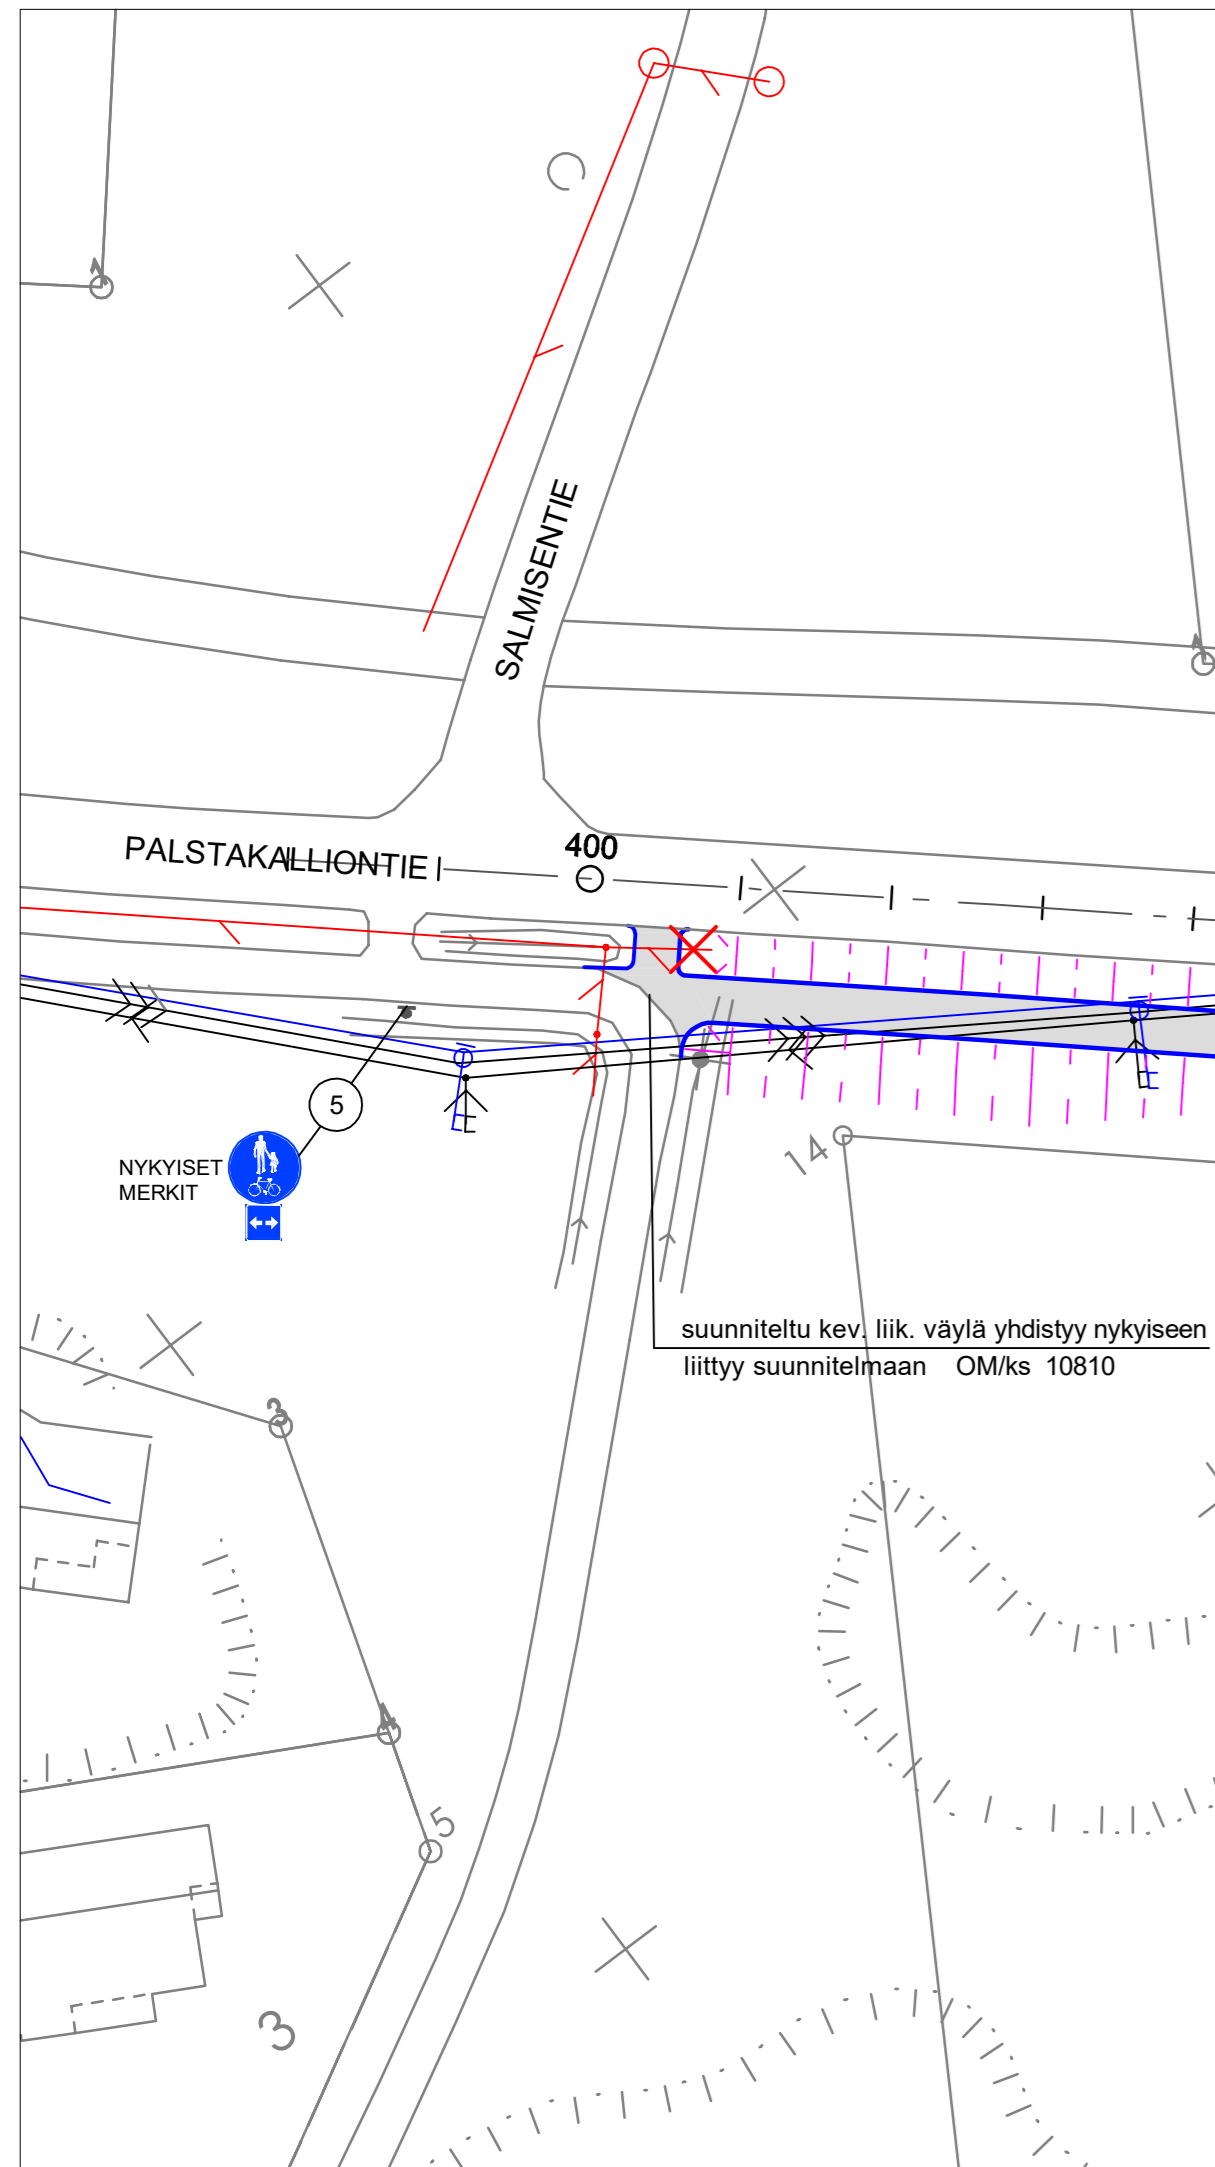 SALMISENTIE
PALSTAKALLIONTIE
400
5
NYKYISET
MERKIT
14
suunniteltu kev. liik. väylä yhdistyy nykyiseen
liittyy suunnitelmaan OM/ks 10810
3
4
5
3